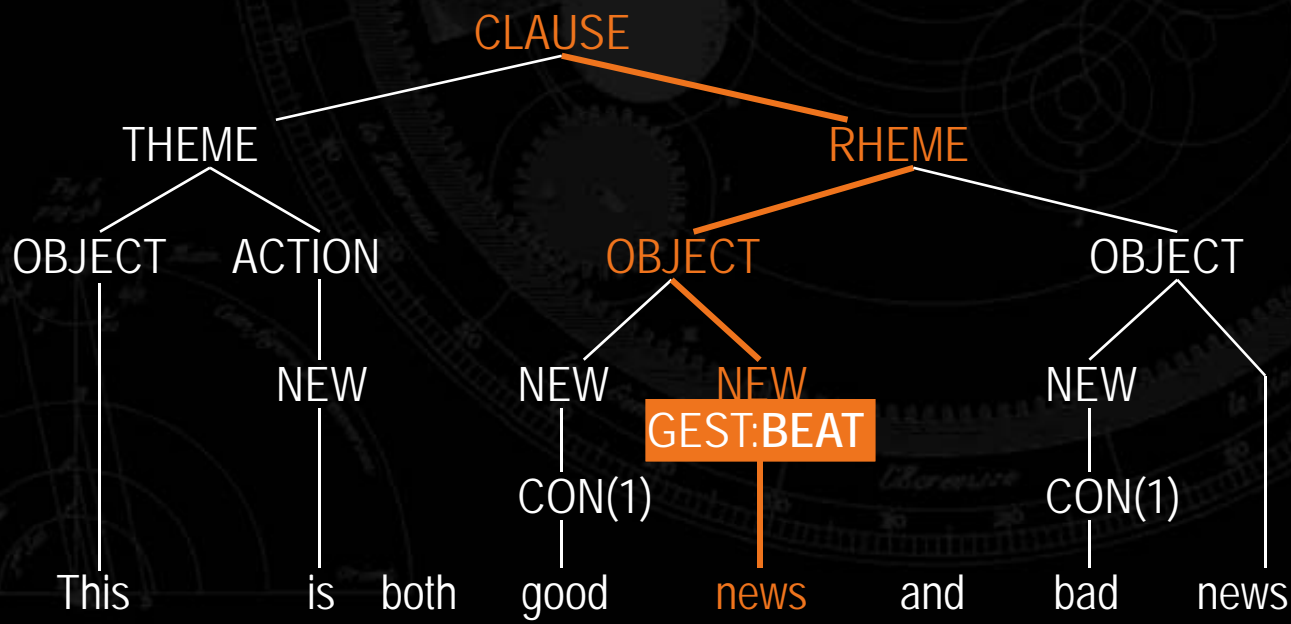 CLAUSE
THEME RHEME
OBJECT ACTION OBJECT OBJECT
NEW NEW NEW NEW
GEST:BEAT
CON(1) CON(1)
This is both good news and bad news